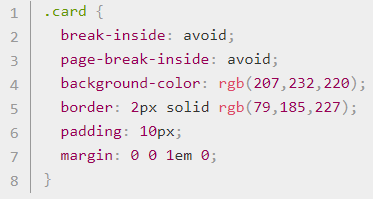 1 .card {
2   break-inside: avoid;
3   page-break-inside: avoid;
4   background-color: rgb(207,232,220);
5   border: 2px solid rgb(79,185,227);
6   padding: 10px;
7   margin: 0 0 1em 0;
8 }